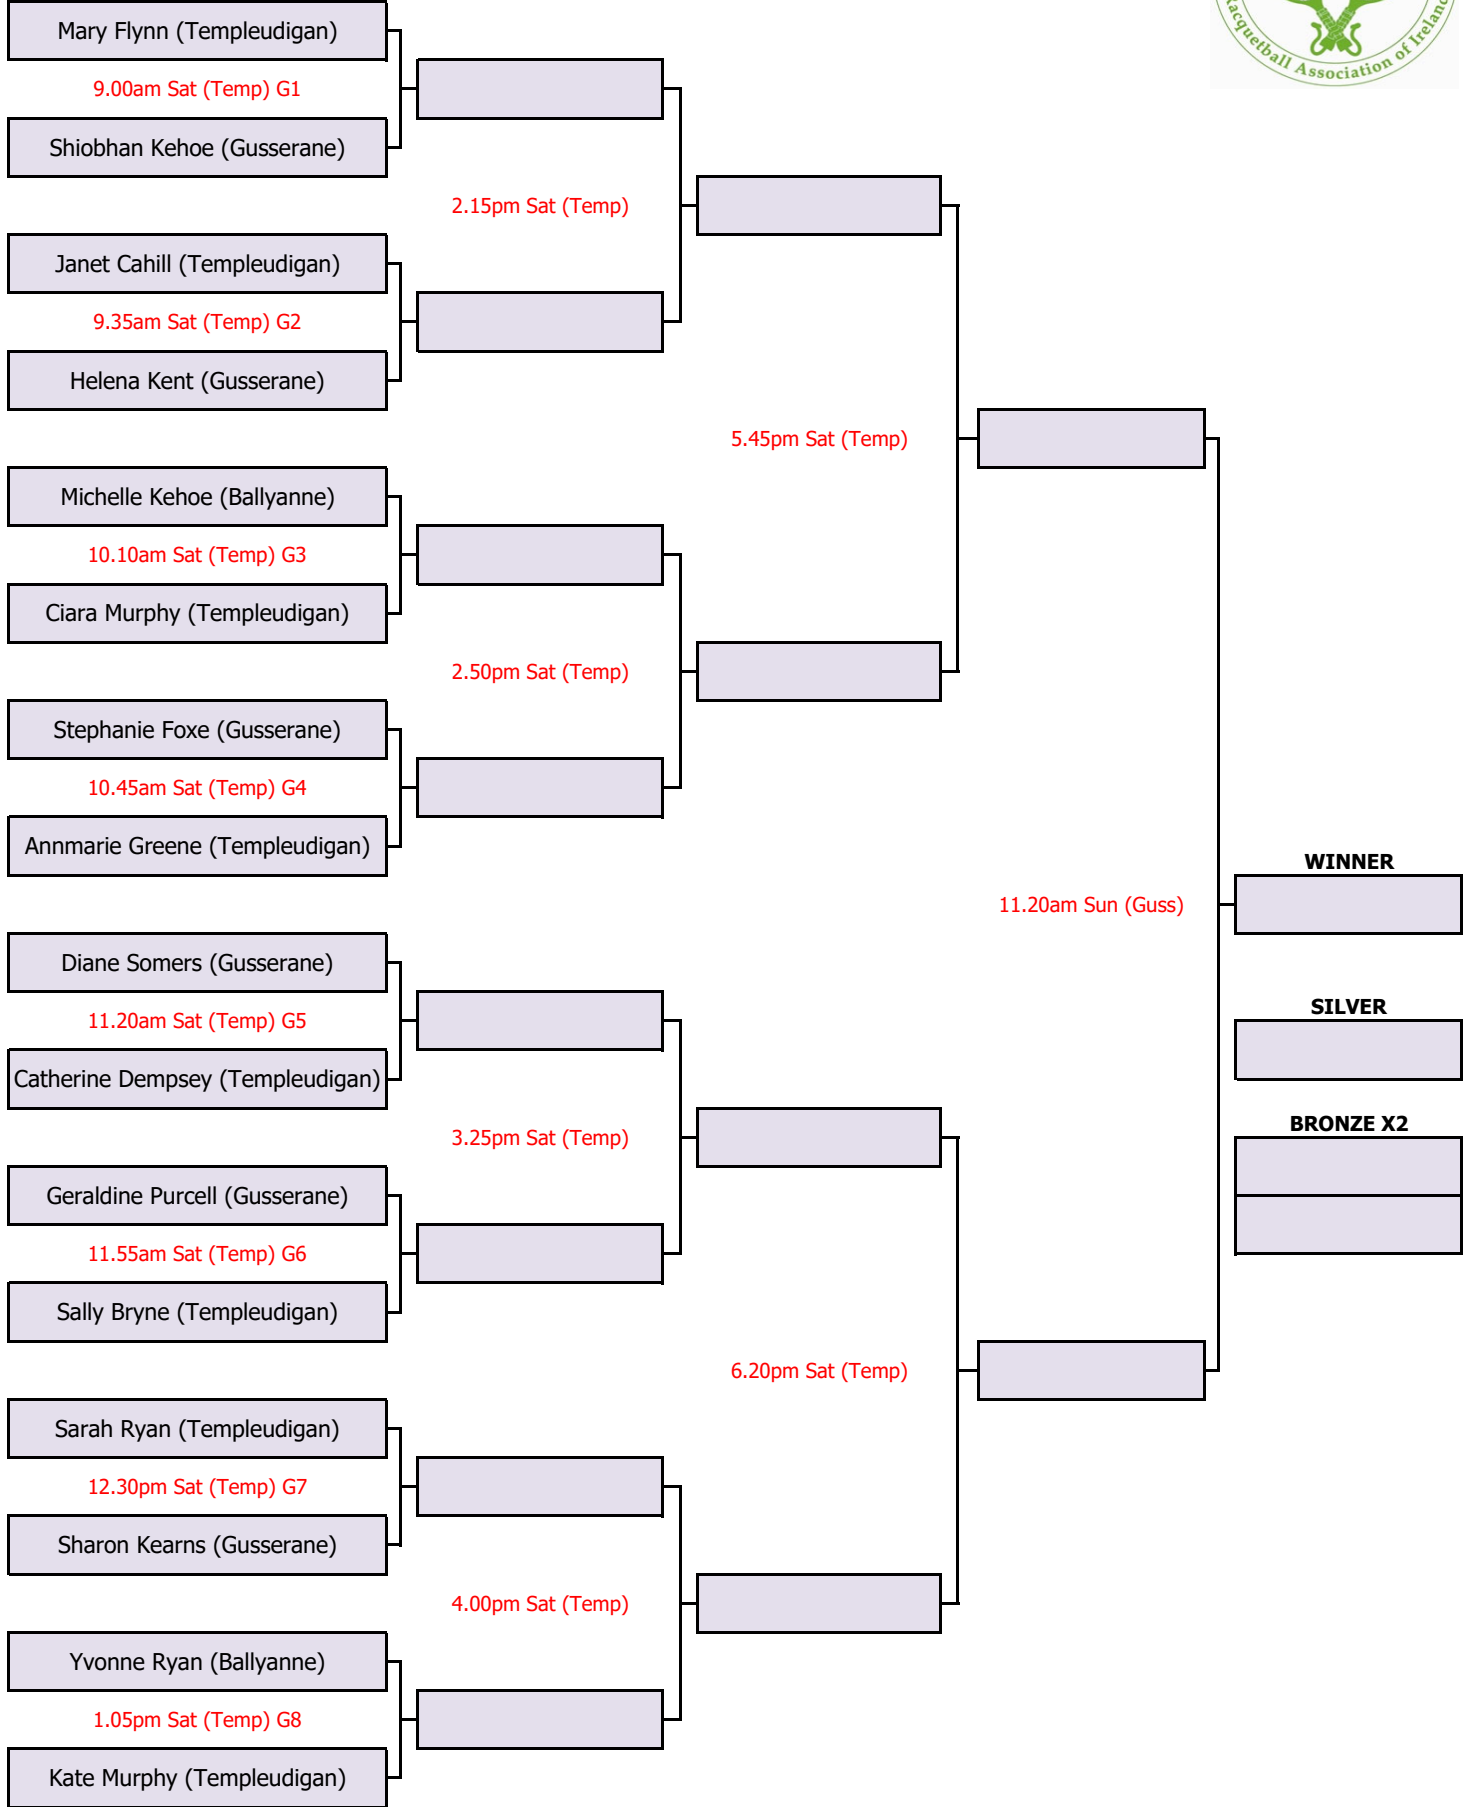 Racquetball Association of Ireland
Mary Flynn (Templeudigan)
9.00am Sat (Temp) G1
Shiobhan Kehoe (Gusserane)
2.15pm Sat (Temp)
Janet Cahill (Templeudigan)
9.35am Sat (Temp) G2
Helena Kent (Gusserane)
5.45pm Sat (Temp)
Michelle Kehoe (Ballyanne)
10.10am Sat (Temp) G3
Ciara Murphy (Templeudigan)
2.50pm Sat (Temp)
Stephanie Foxe (Gusserane)
10.45am Sat (Temp) G4
Annmarie Greene (Templeudigan)
WINNER
11.20am Sun (Guss)
Diane Somers (Gusserane)
SILVER
11.20am Sat (Temp) G5
Catherine Dempsey (Templeudigan)
BRONZE X2
3.25pm Sat (Temp)
Geraldine Purcell (Gusserane)
11.55am Sat (Temp) G6
Sally Bryne (Templeudigan)
6.20pm Sat (Temp)
Sarah Ryan (Templeudigan)
12.30pm Sat (Temp) G7
Sharon Kearns (Gusserane)
4.00pm Sat (Temp)
Yvonne Ryan (Ballyanne)
1.05pm Sat (Temp) G8
Kate Murphy (Templeudigan)